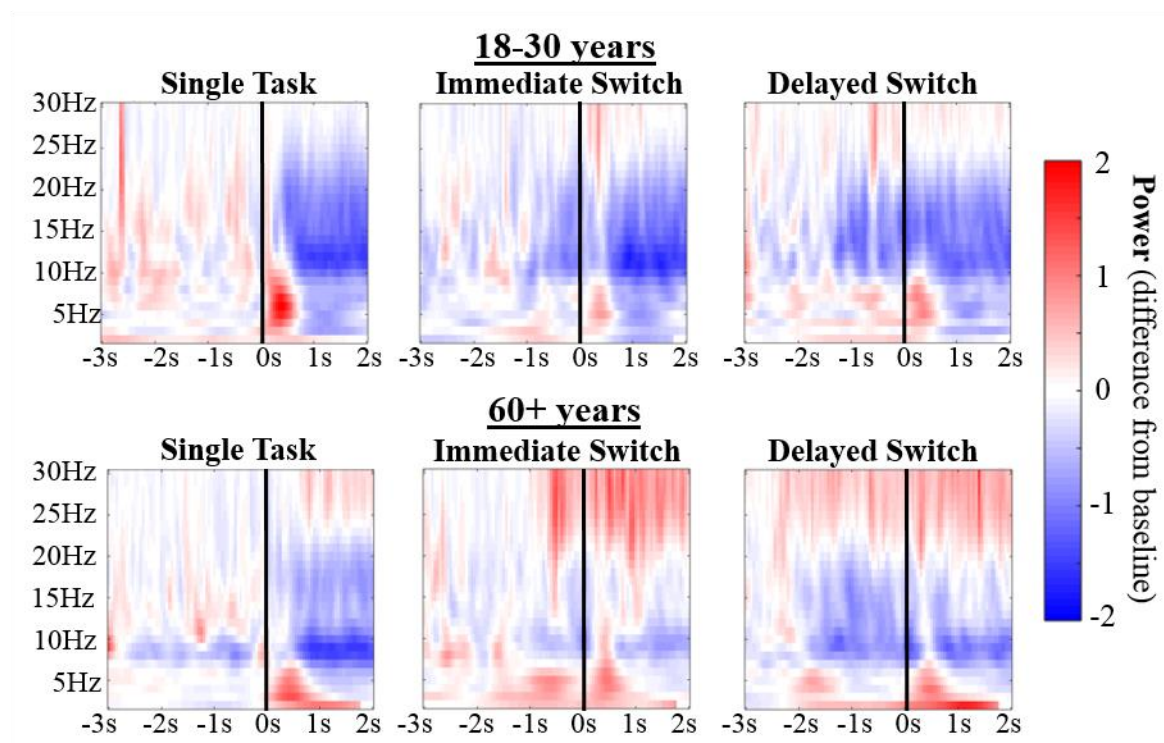 18-30 years
Single Task Immediate Switch Delayed Switch
30Hz
25Hz
20Hz
15Hz
10Hz
5Hz
-3s -2s -1s 0s 1s 2s -3s -2s -1s 0s 1s 2s -3s -2s -1s 0s 1s 2s
60+ years
Single Task Immediate Switch Delayed Switch
30Hz
25Hz
20Hz
15Hz
10Hz
5Hz
-3s -2s -1s 0s 1s 2s -3s -2s -1s 0s 1s 2s -3s -2s -1s 0s 1s 2s
2
1
0
-1
-2
Power (difference from baseline)